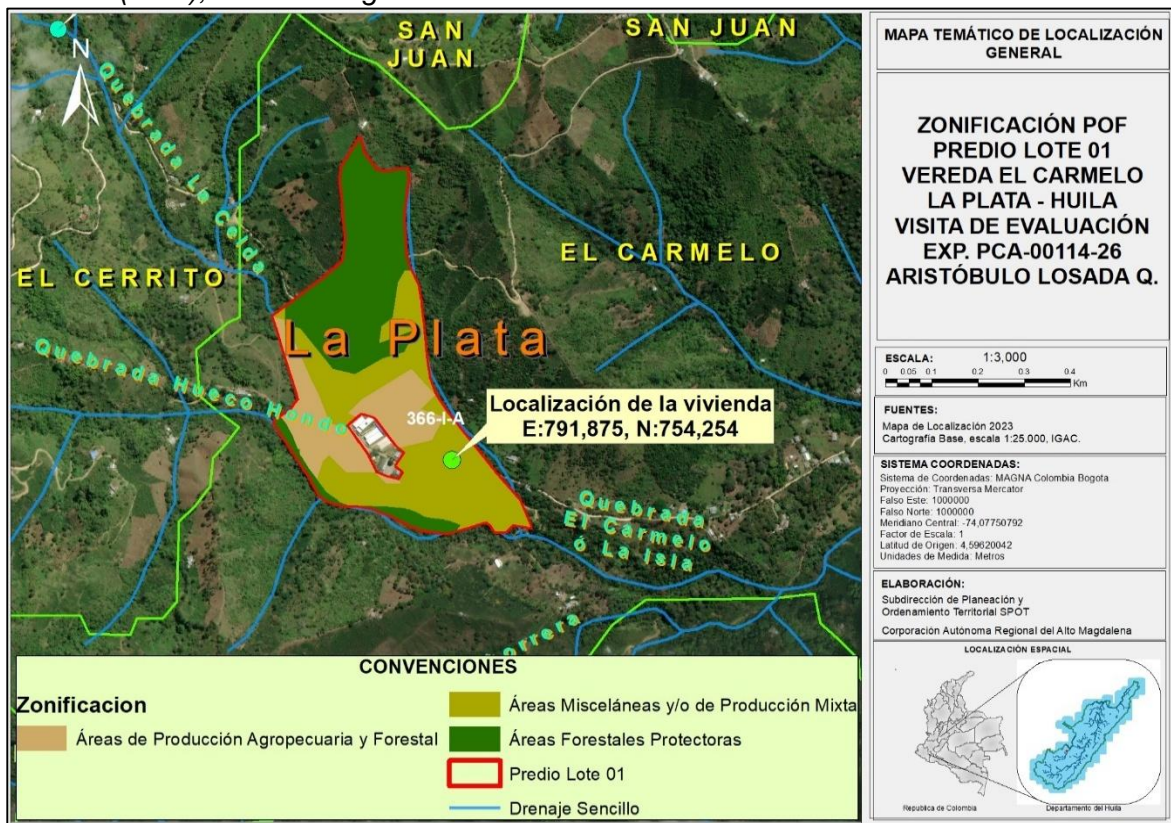 MAPA TEMÁTICO DE LOCALIZACIÓN
GENERAL
ZONIFICACIÓN POF
PREDIO LOTE 01
VEREDA EL CARMELO
LA PLATA - HUILA
VISITA DE EVALUACIÓN
EXP. PCA-00114-26
ARISTÓBULO LOSADA Q.
ESCALA: 1:3,000
0 0.05 0.1 0.2 0.3 0.4
Km
FUENTES:
Mapa de Localización 2023
Cartografía Base, escala 1:25.000, IGAC.
SISTEMA COORDENADAS:
Sistema de Coordenadas: MAGNA Colombia Bogota
Proyección: Transversa Mercator
Falso Este: 1000000
Falso Norte: 1000000
Meridiano Central: -74,07750792
Factor de Escala: 1
Latitud de Origen: 4,59620042
Unidades de Medida: Metros
ELABORACIÓN:
Subdirección de Planeación y
Ordenamiento Territorial SPOT
Corporación Autónoma Regional del Alto Magdalena
LOCALIZACIÓN ESPACIAL
Republica de Colombia
Departamento del Huila
N
SAN
JUAN
SAN JUAN
Quebrada La Celda
EL CERRITO
EL CARMELO
La Plata
Quebrada Hueco Hondo
366-I-A
Localización de la vivienda
E:791,875, N:754,254
Quebrada
El Carmelo
ó La Isla
CONVENCIONES
Zonificacion
Áreas de Producción Agropecuaria y Forestal
Áreas Misceláneas y/o de Producción Mixta
Áreas Forestales Protectoras
Predio Lote 01
Drenaje Sencillo